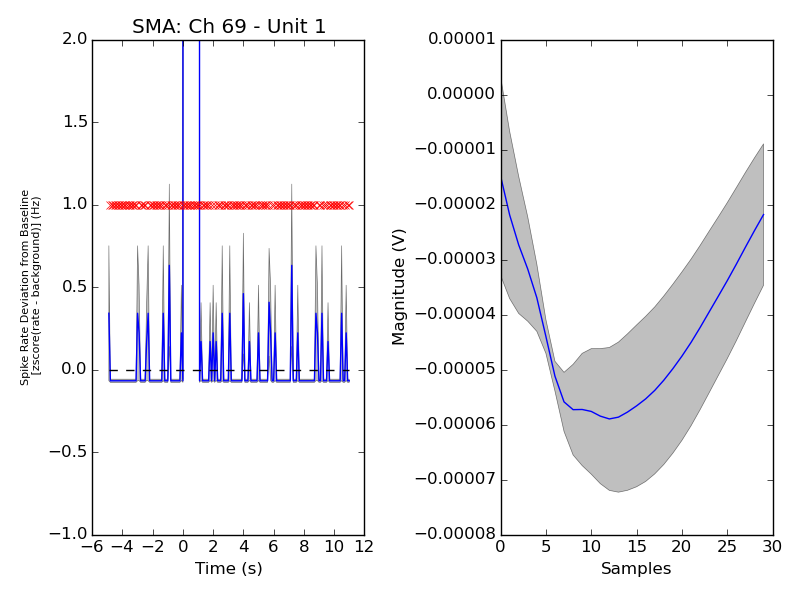 SMA: Ch 69 - Unit 1
2.0
1.5
1.0
0.5
0.0
−0.5
−1.0
−6 −4 −2 0 2 4 6 8 10 12
Time (s)
Spike Rate Deviation from Baseline
[zscore(rate - background)] (Hz)
0.00001
0.00000
−0.00001
−0.00002
−0.00003
−0.00004
−0.00005
−0.00006
−0.00007
−0.00008
0 5 10 15 20 25 30
Samples
Magnitude (V)